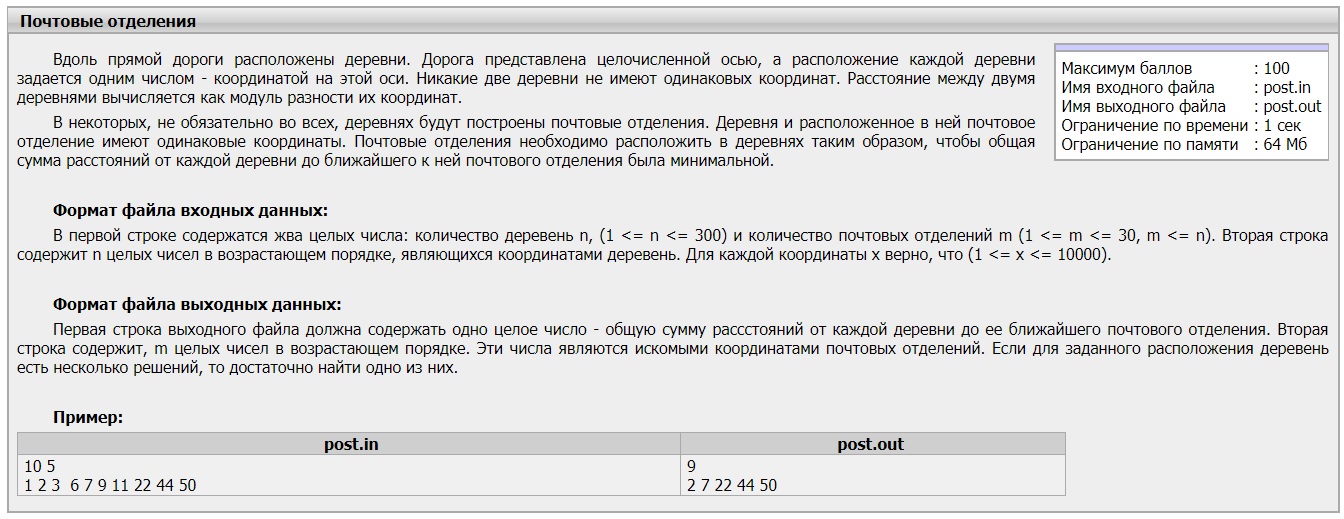 Почтовые отделения
Вдоль прямой дороги расположены деревни. Дорога представлена целочисленной осью, а расположение каждой деревни
задается одним числом - координатой на этой оси. Никакие две деревни не имеют одинаковых координат. Расстояние между двумя
деревнями вычисляется как модуль разности их координат.
В некоторых, не обязательно во всех, деревнях будут построены почтовые отделения. Деревня и расположенное в ней почтовое
отделение имеют одинаковые координаты. Почтовые отделения необходимо расположить в деревнях таким образом, чтобы общая
сумма расстояний от каждой деревни до ближайшего к ней почтового отделения была минимальной.
Максимум баллов : 100
Имя входного файла : post.in
Имя выходного файла : post.out
Ограничение по времени : 1 сек
Ограничение по памяти : 64 Мб
Формат файла входных данных:
В первой строке содержатся жва целых числа: количество деревень n, (1 <= n <= 300) и количество почтовых отделений m (1 <= m <= 30, m <= n). Вторая строка
содержит n целых чисел в возрастающем порядке, являющихся координатами деревень. Для каждой координаты x верно, что (1 <= x <= 10000).
Формат файла выходных данных:
Первая строка выходного файла должна содержать одно целое число - общую сумму рассстояний от каждой деревни до ее ближайшего почтового отделения. Вторая
строка содержит, m целых чисел в возрастающем порядке. Эти числа являются искомыми координатами почтовых отделений. Если для заданного расположения деревень
есть несколько решений, то достаточно найти одно из них.
Пример:
post.in post.out
10 5 9
1 2 3  6 7 9 11 22 44 50 2 7 22 44 50